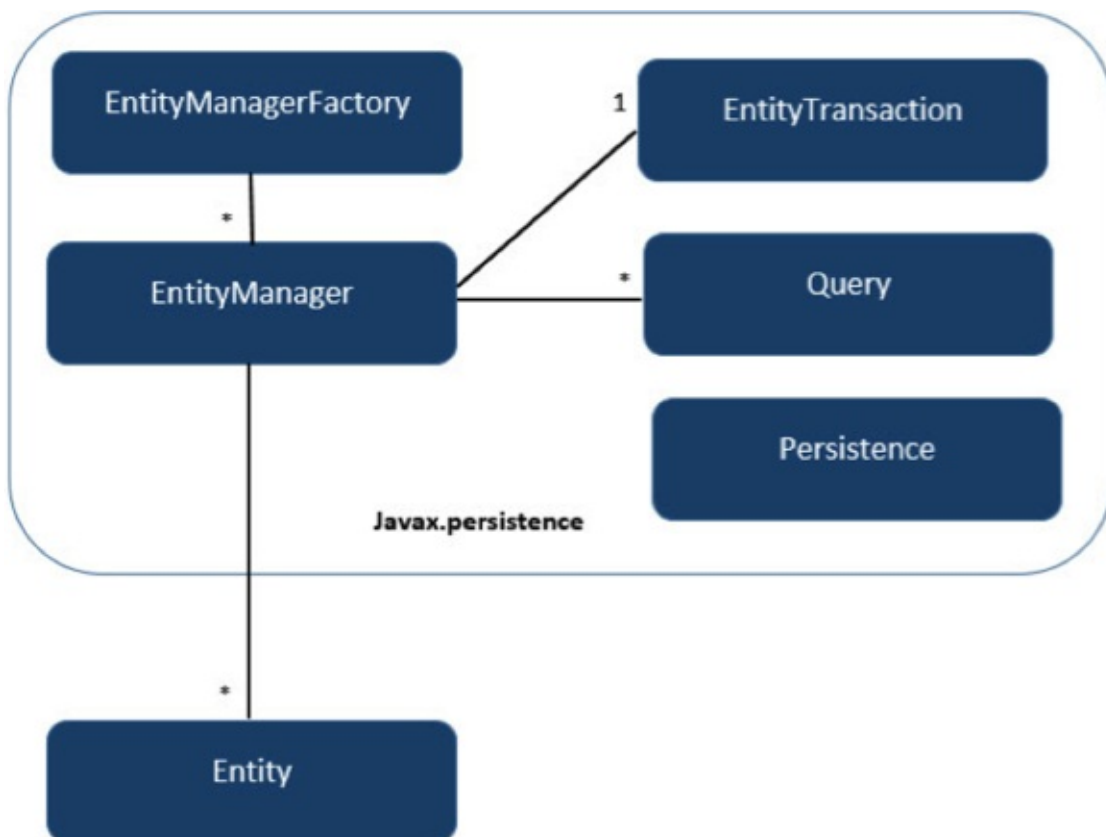 EntityManagerFactory
1
EntityTransaction
*
EntityManager
*
Query
Persistence
Javax.persistence
*
Entity